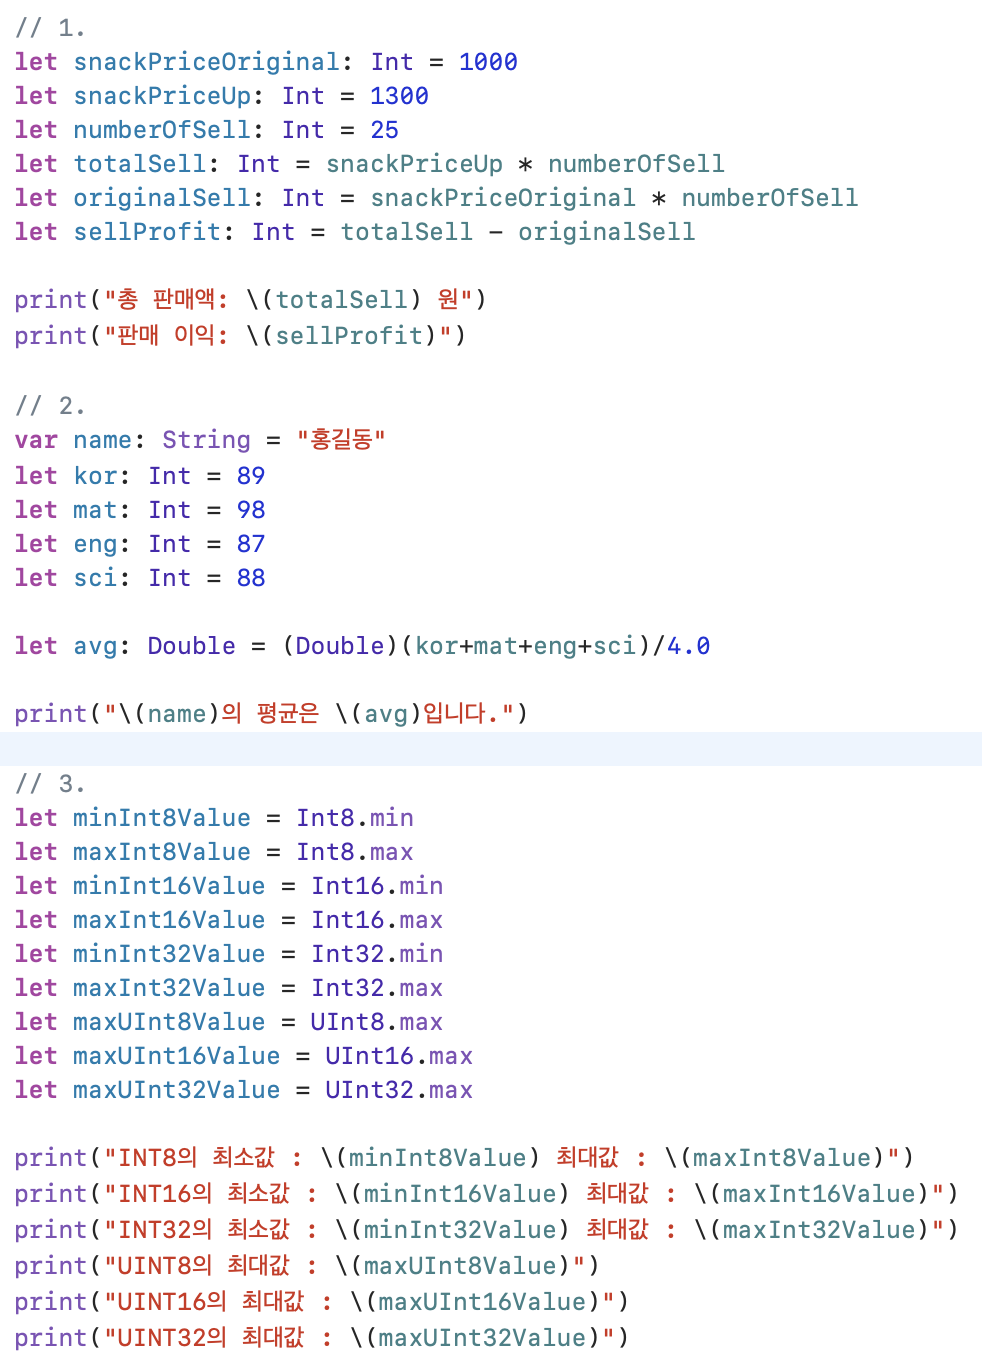 // 1.
let snackPriceOriginal: Int = 1000
let snackPriceUp: Int = 1300
let numberOfSell: Int = 25
let totalSell: Int = snackPriceUp * numberOfSell
let originalSell: Int = snackPriceOriginal * numberOfSell
let sellProfit: Int = totalSell - originalSell
print("총 판매액: \(totalSell) 원")
print("판매 이익: \(sellProfit)")
// 2.
var name: String = "홍길동"
let kor: Int = 89
let mat: Int = 98
let eng: Int = 87
let sci: Int = 88
let avg: Double = (Double)(kor+mat+eng+sci)/4.0
print("\(name)의 평균은 \(avg)입니다.")
// 3.
let minInt8Value = Int8.min
let maxInt8Value = Int8.max
let minInt16Value = Int16.min
let maxInt16Value = Int16.max
let minInt32Value = Int32.min
let maxInt32Value = Int32.max
let maxUInt8Value = UInt8.max
let maxUInt16Value = UInt16.max
let maxUInt32Value = UInt32.max
print("INT8의 최소값 : \(minInt8Value) 최대값 : \(maxInt8Value)")
print("INT16의 최소값 : \(minInt16Value) 최대값 : \(maxInt16Value)")
print("INT32의 최소값 : \(minInt32Value) 최대값 : \(maxInt32Value)")
print("UINT8의 최대값 : \(maxUInt8Value)")
print("UINT16의 최대값 : \(maxUInt16Value)")
print("UINT32의 최대값 : \(maxUInt32Value)")